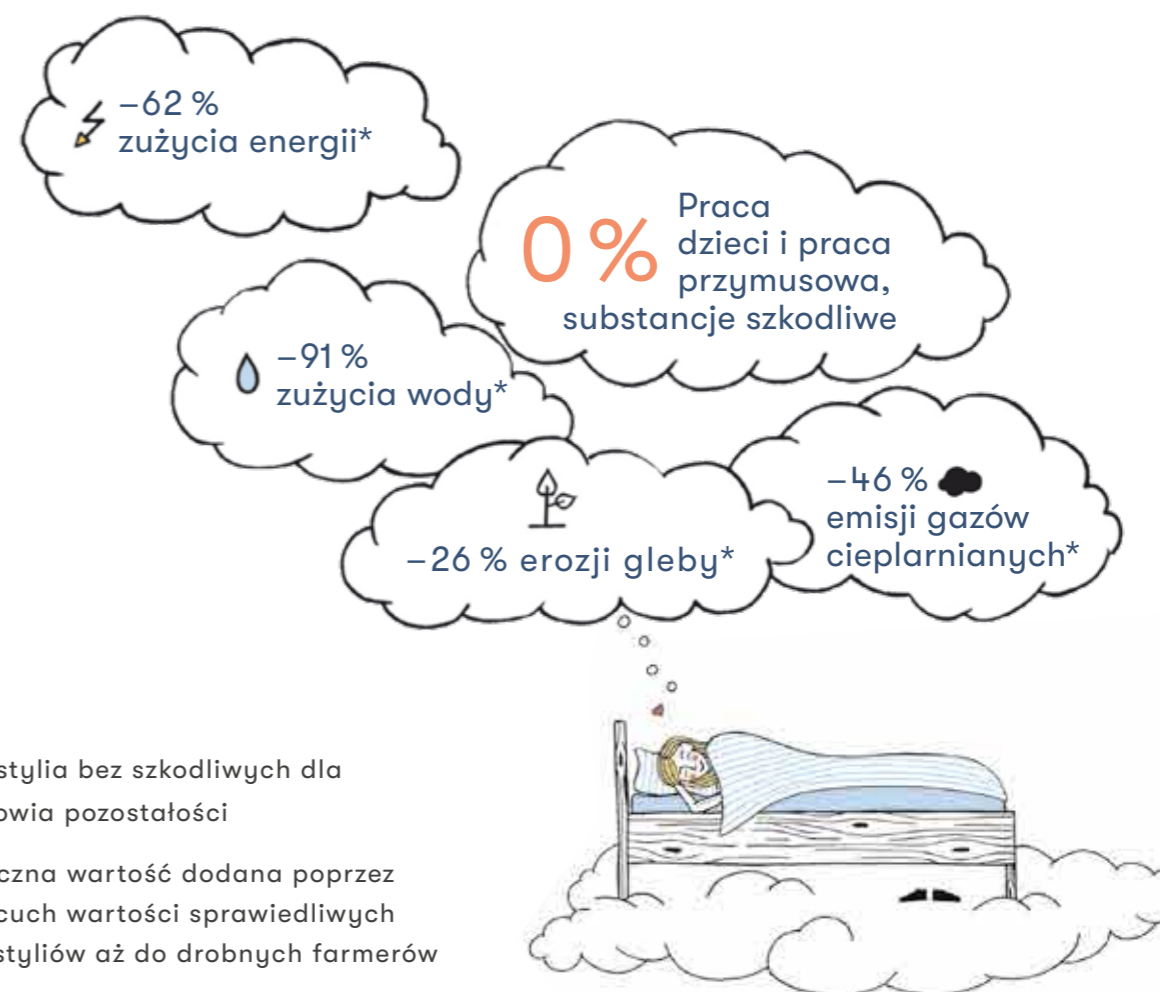 –62 %
zużycia energii*
0 %
Praca
dzieci i praca
przymusowa,
substancje szkodliwe
–91 %
zużycia wody*
–46 %
emisji gazów
cieplarnianych*
–26 % erozji gleby*
stylia bez szkodliwych dla
owia pozostałości
czna wartość dodana poprzez
cuch wartości sprawiedliwych
styliów aż do drobnych farmerów